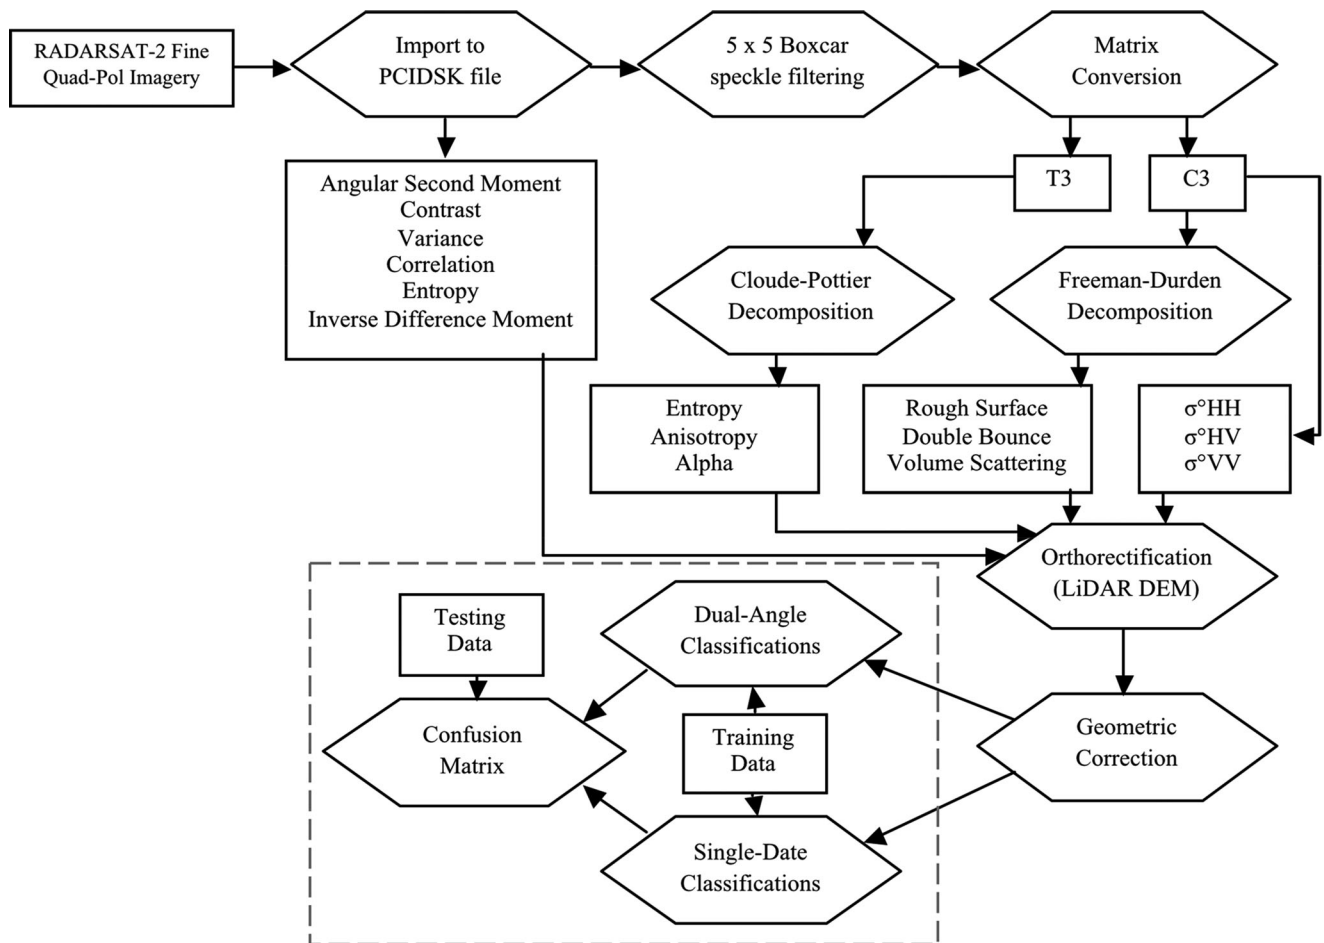 RADARSAT-2 Fine
Quad-Pol Imagery
Import to
PCIDSK file
5 x 5 Boxcar
speckle filtering
Matrix
Conversion
Angular Second Moment
Contrast
Variance
Correlation
Entropy
Inverse Difference Moment
T3
C3
Cloude-Pottier
Decomposition
Freeman-Durden
Decomposition
Entropy
Anisotropy
Alpha
Rough Surface
Double Bounce
Volume Scattering
σ°HH
σ°HV
σ°VV
Orthorectification
(LiDAR DEM)
Testing
Data
Dual-Angle
Classifications
Confusion
Matrix
Training
Data
Geometric
Correction
Single-Date
Classifications